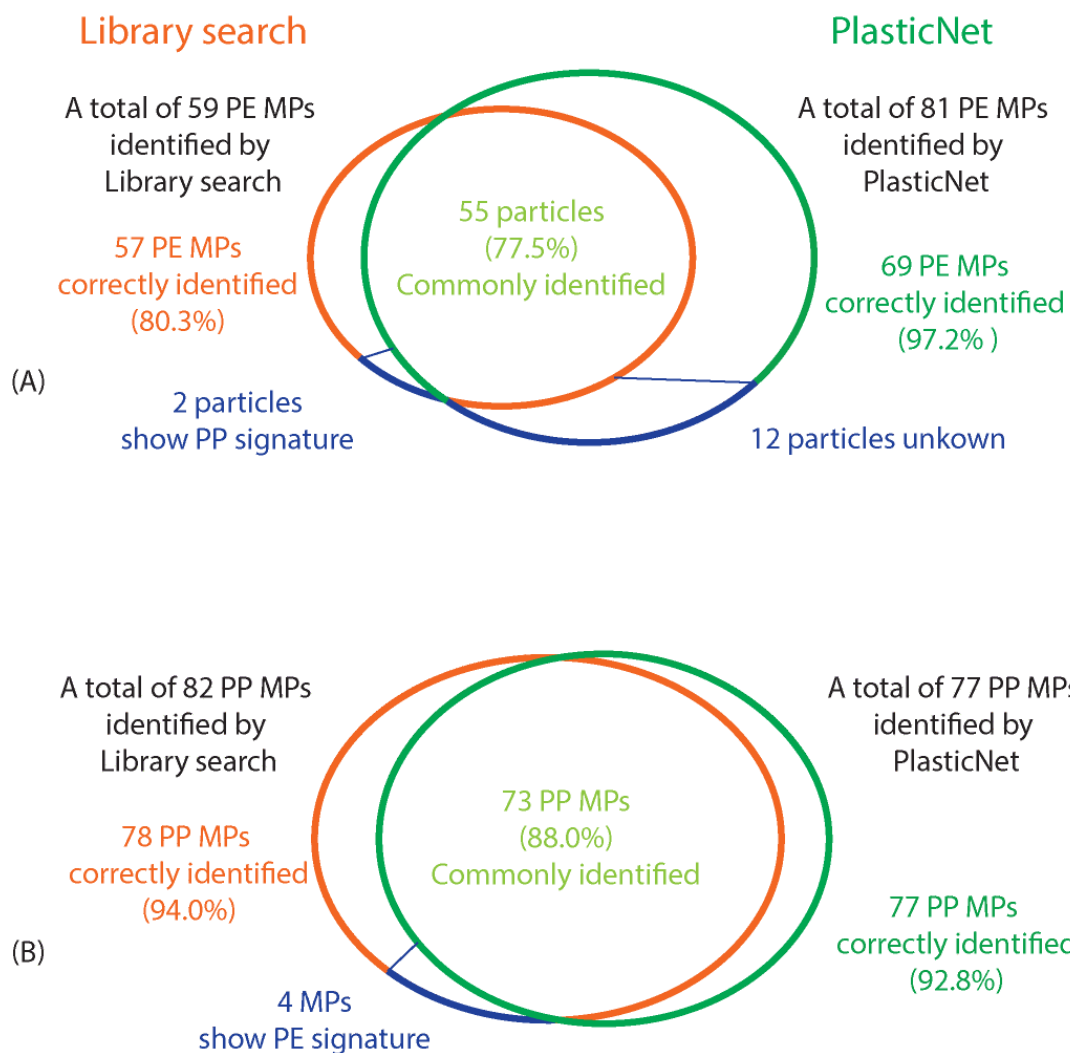 Library search
PlasticNet
A total of 59 PE MPs
identified by
Library search
57 PE MPs
correctly identified
(80.3%)
55 particles
(77.5%)
Commonly identified
A total of 81 PE MPs
identified by
PlasticNet
69 PE MPs
correctly identified
(97.2% )
(A)
2 particles
show PP signature
12 particles unkown
A total of 82 PP MPs
identified by
Library search
78 PP MPs
correctly identified
(94.0%)
73 PP MPs
(88.0%)
Commonly identified
A total of 77 PP MPs
identified by
PlasticNet
77 PP MPs
correctly identified
(92.8%)
(B)
4 MPs
show PE signature